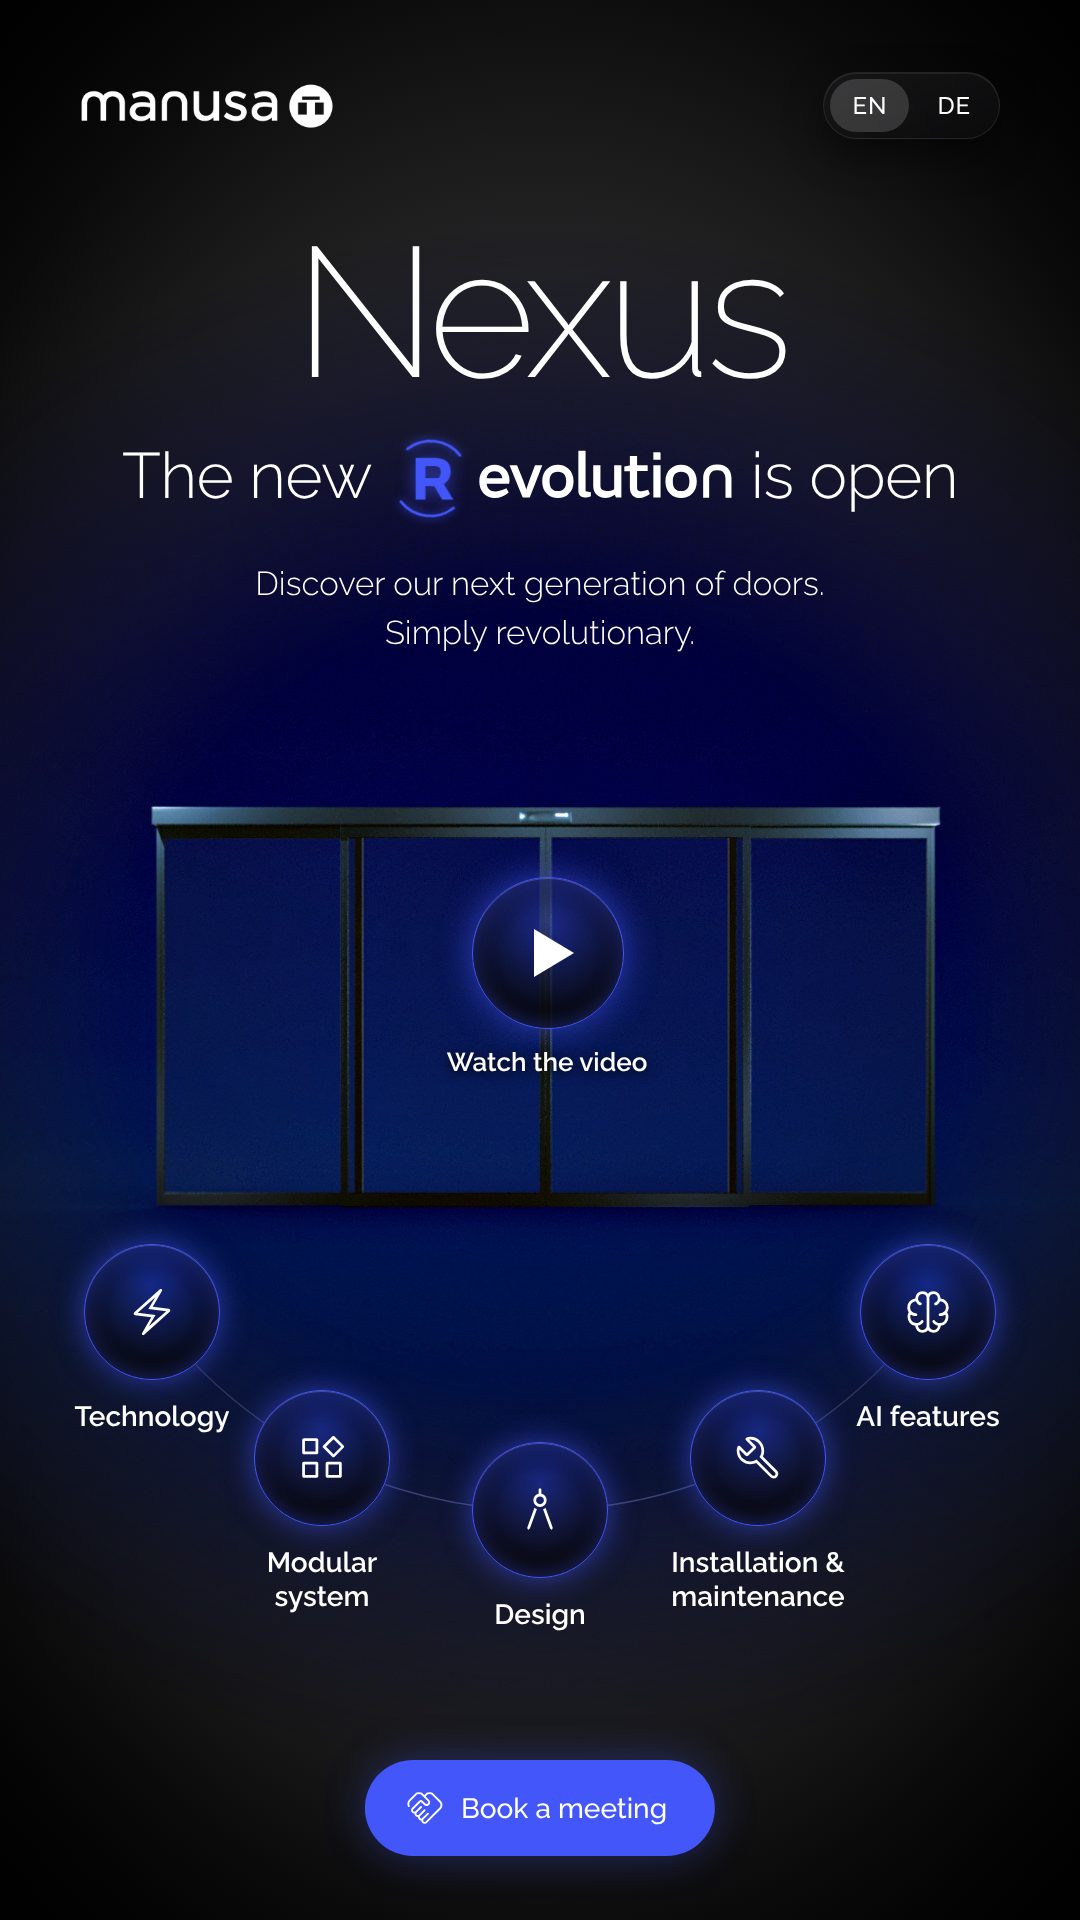 manusa
EN DE
Nexus
The new R evolution is open
Discover our next generation of doors.
Simply revolutionary.
Watch the video
Technology
AI features
Modular
system
Installation &
maintenance
Design
Book a meeting